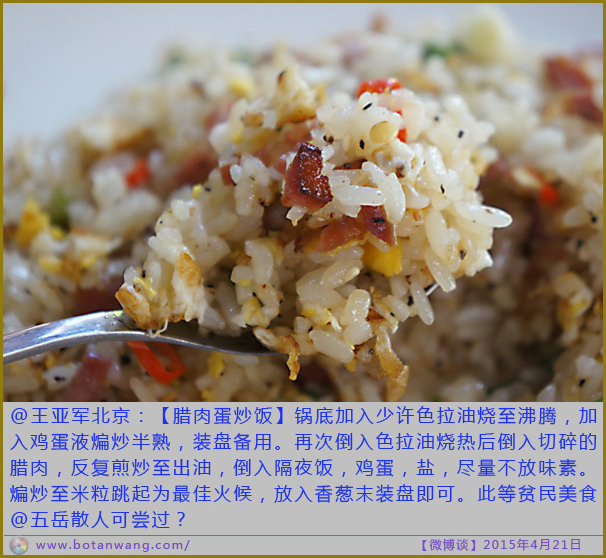 @王亚军北京：【腊肉蛋炒饭】锅底加入少许色拉油烧至沸腾，加
入鸡蛋液煸炒半熟，装盘备用。再次倒入色拉油烧热后倒入切碎的
腊肉，反复煎炒至出油，倒入隔夜饭，鸡蛋，盐，尽量不放味素。
煸炒至米粒跳起为最佳火候，放入香葱末装盘即可。此等贫民美食
@五岳散人可尝过？
www.botanwang.com/
【微博谈】2015年4月21日